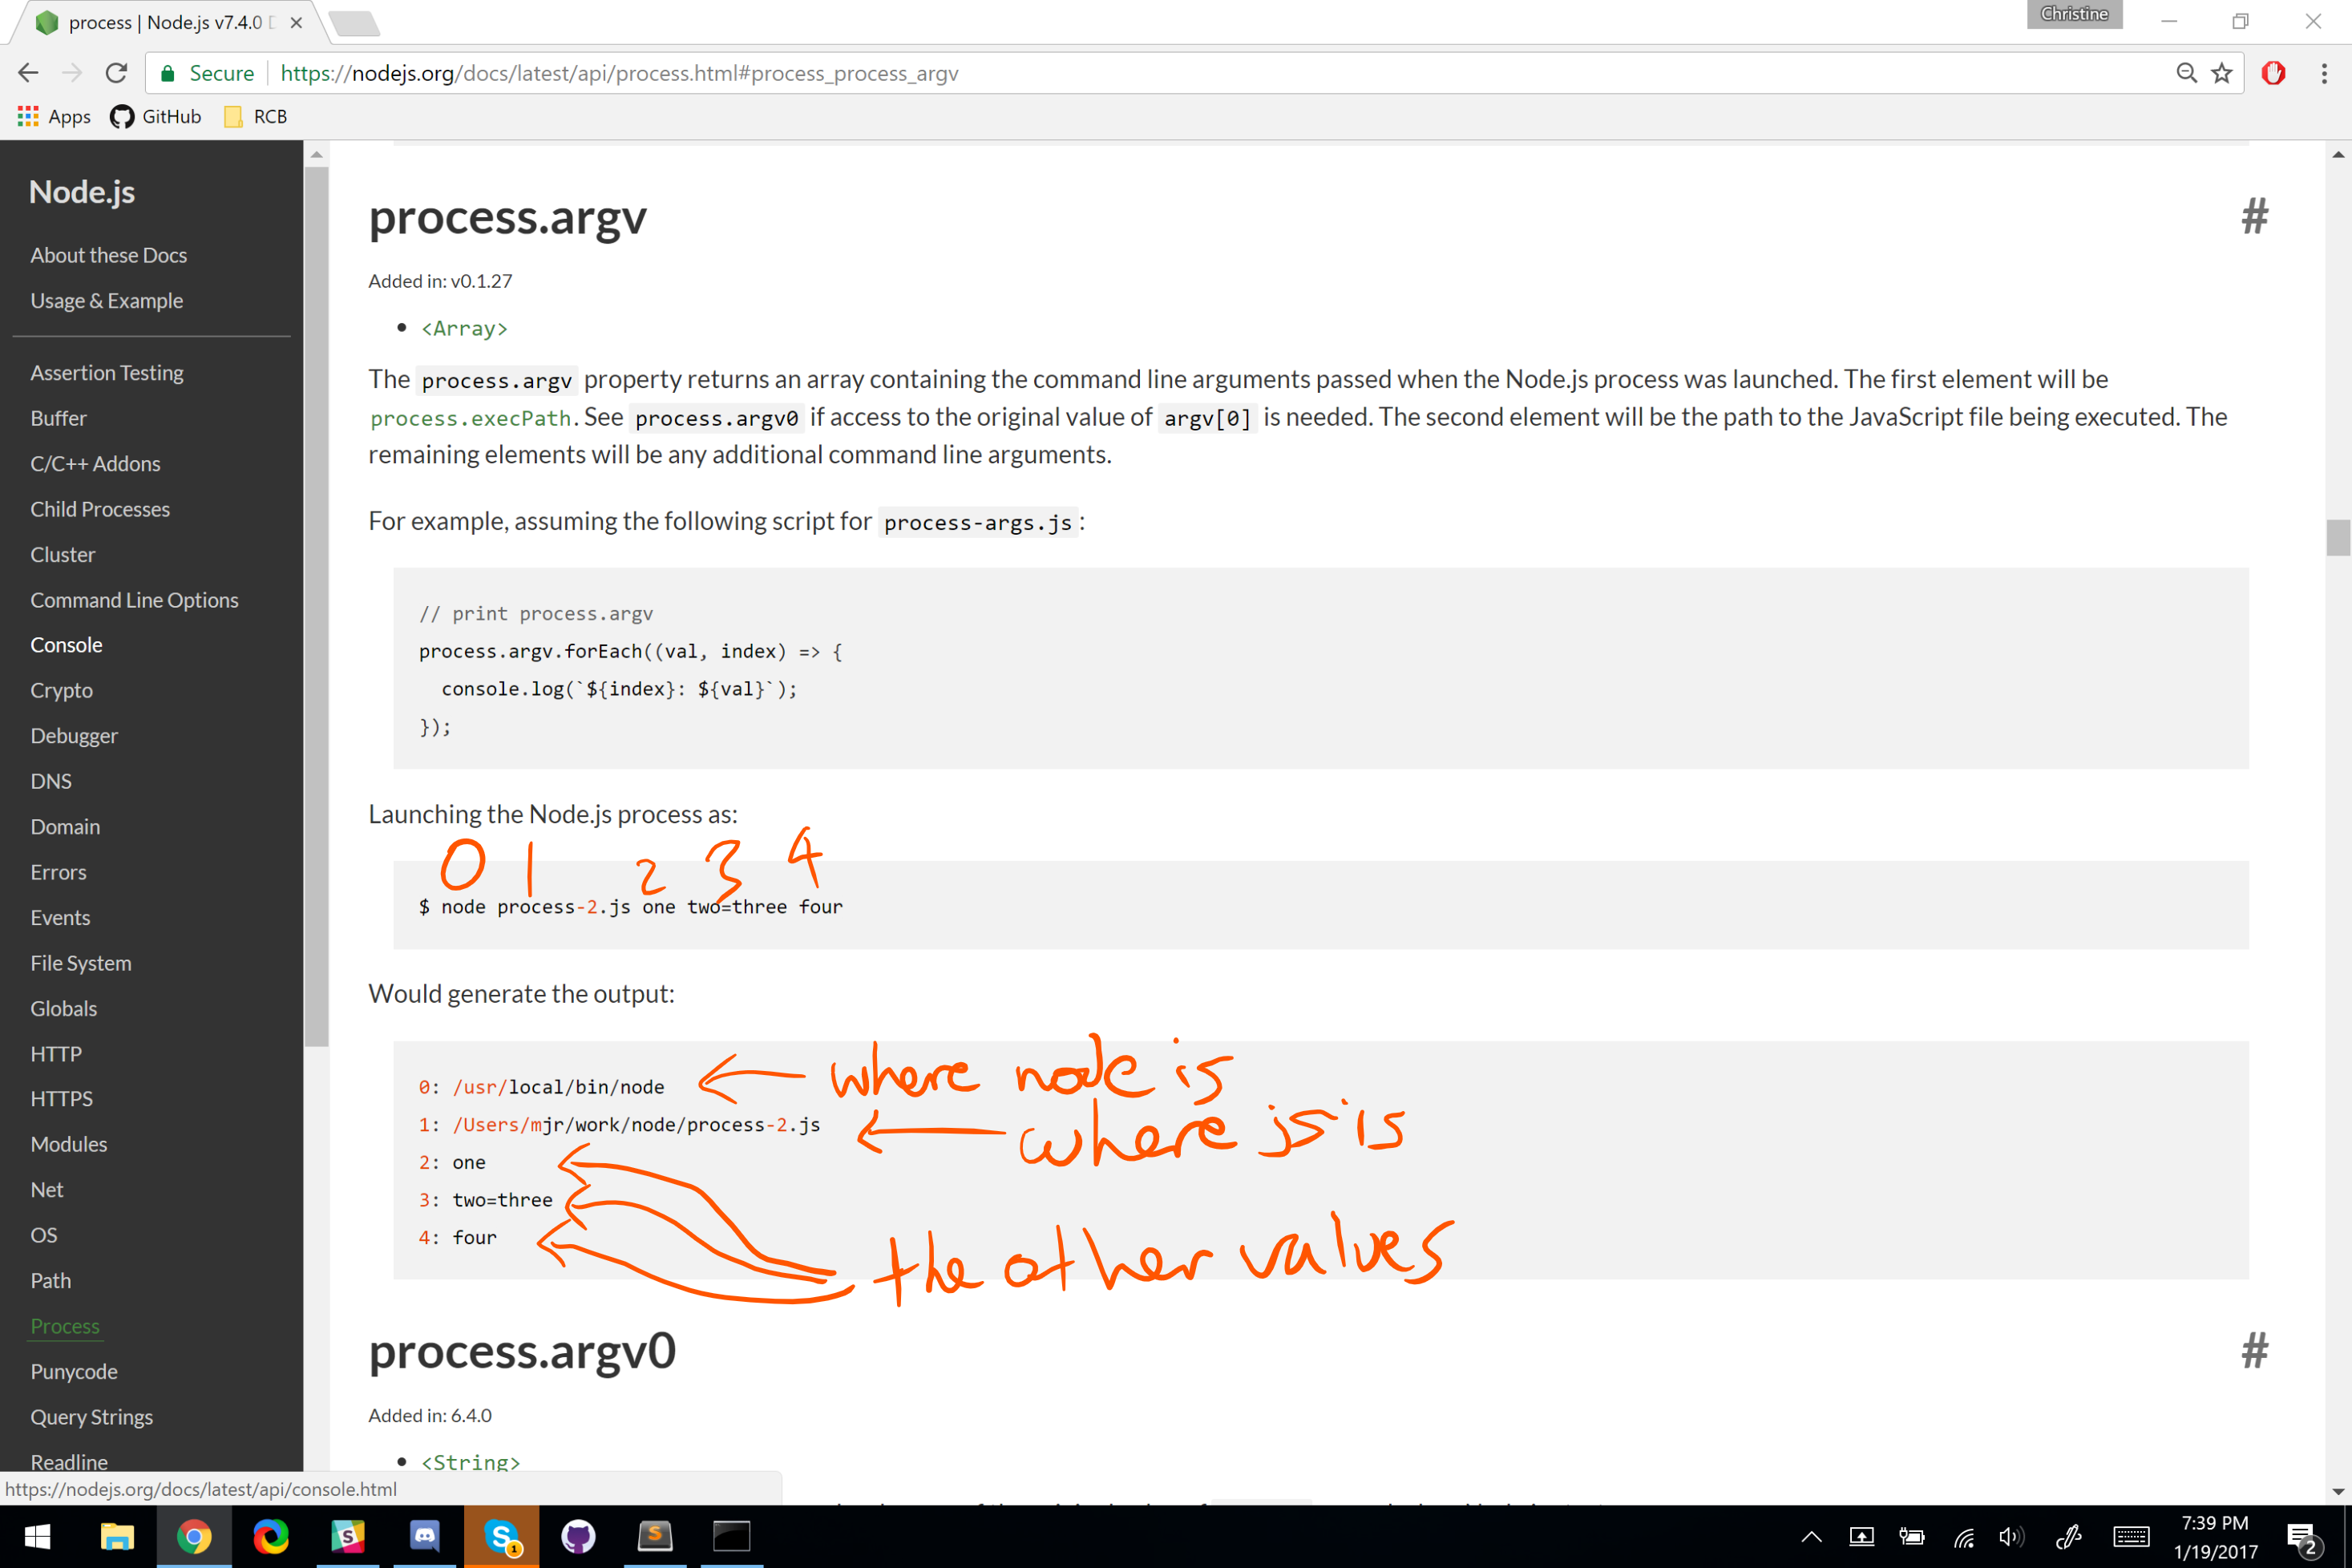 process | Node.js v7.4.0 D
Christine
Secure
https://nodejs.org/docs/latest/api/process.html#process_process_argv
Apps
GitHub
RCB
Node.js
About these Docs
Usage & Example
Assertion Testing
Buffer
C/C++ Addons
Child Processes
Cluster
Command Line Options
Console
Crypto
Debugger
DNS
Domain
Errors
Events
File System
Globals
HTTP
HTTPS
Modules
Net
OS
Path
Process
Punycode
Query Strings
Readline
https://nodejs.org/docs/latest/api/console.html
process.argv #
Added in: v0.1.27
• <Array>
The process.argv property returns an array containing the command line arguments passed when the Node.js process was launched. The first element will be
process.execPath. See process.argv0 if access to the original value of argv[0] is needed. The second element will be the path to the JavaScript file being executed. The
remaining elements will be any additional command line arguments.
For example, assuming the following script for process-args.js:
// print process.argv
process.argv.forEach((val, index) => {
console.log(`${index}: ${val}`);
});
Launching the Node.js process as:
0 1 2 3 4
$ node process-2.js one two=three four
Would generate the output:
0: /usr/local/bin/node
where node is
1: /Users/mjr/work/node/process-2.js
where js is
2: one
3: two=three
4: four
the other values
process.argv0 #
Added in: 6.4.0
• <String>
7:39 PM
1/19/2017
2